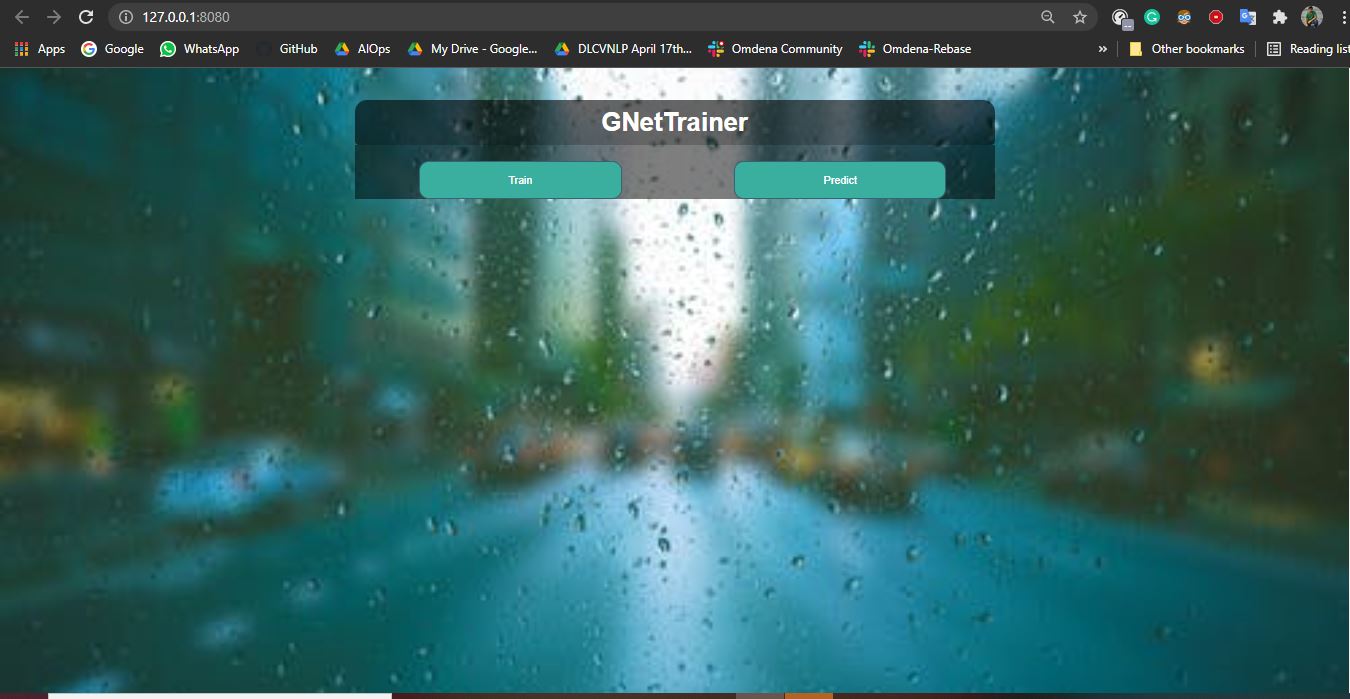 127.0.0.1:8080
Apps Google WhatsApp GitHub AIOps My Drive - Google... DLCVNLP April 17th... Omdena Community Omdena-Rebase » Other bookmarks Reading list
GNetTrainer
Train Predict